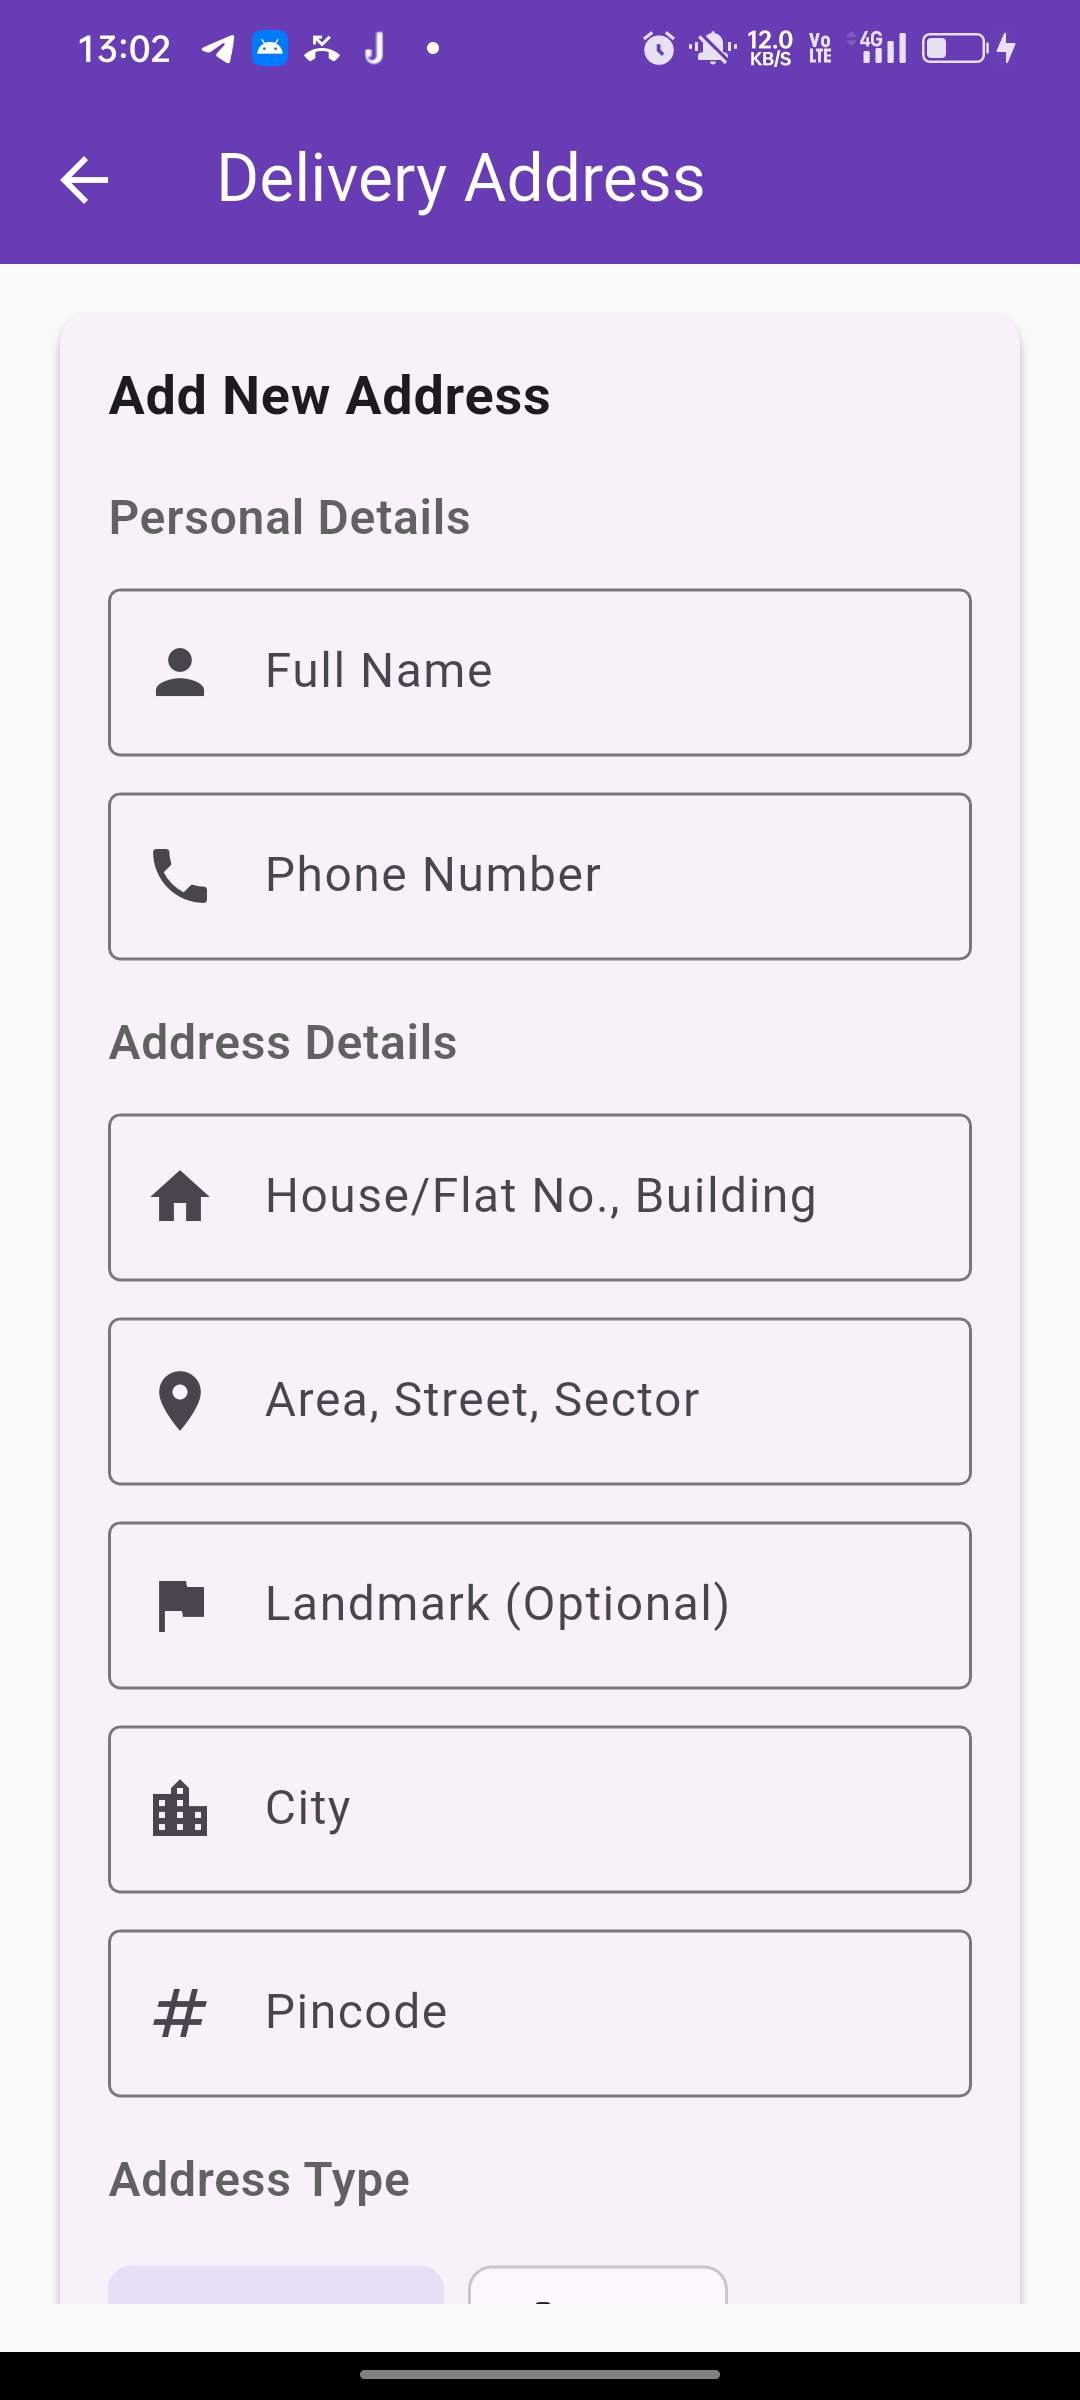 13:02
12.0
KB/S
Vo
LTE
4G
Delivery Address
Add New Address
Personal Details
Full Name
Phone Number
Address Details
House/Flat No., Building
Area, Street, Sector
Landmark (Optional)
City
Pincode
Address Type